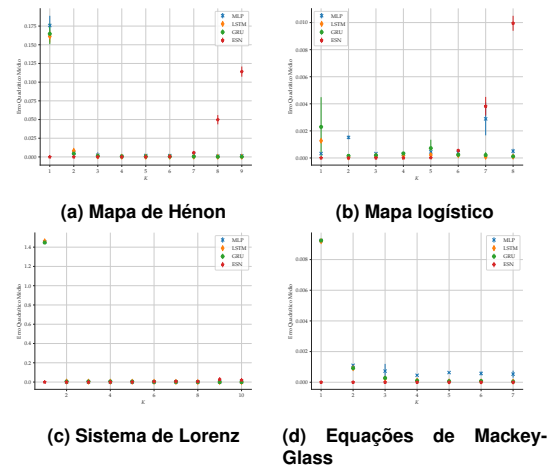 0.175
0.150
0.125
0.100
0.075
0.050
0.025
0.000
Erro Quadrático Médio
1 2 3 4 5 6 7 8 9
K
MLP
LSTM
GRU
ESN
(a) Mapa de Hénon
0.010
0.008
0.006
0.004
0.002
0.000
Erro Quadrático Médio
1 2 3 4 5 6 7 8
K
MLP
LSTM
GRU
ESN
(b) Mapa logístico
1.4
1.2
1.0
0.8
0.6
0.4
0.2
0.0
Erro Quadrático Médio
2 4 6 8 10
K
MLP
LSTM
GRU
ESN
(c) Sistema de Lorenz
0.008
0.006
0.004
0.002
0.000
Erro Quadrático Médio
1 2 3 4 5 6 7
K
MLP
LSTM
GRU
ESN
(d) Equações de Mackey-
Glass